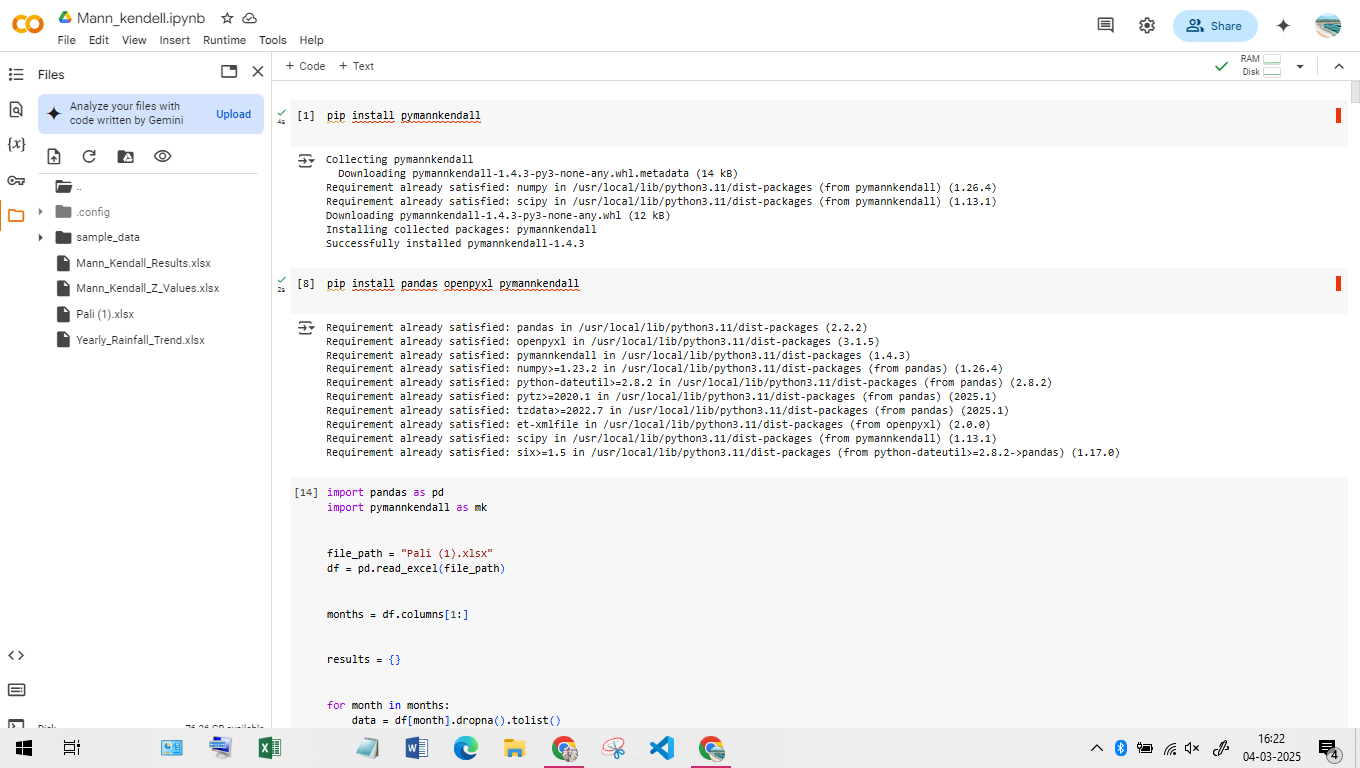 Mann_kendell.ipynb
File Edit View Insert Runtime Tools Help
Share
Files
+ Code + Text
RAM
Disk
Analyze your files with
code written by Gemini
Upload
{x}
..
.config
sample_data
Mann_Kendall_Results.xlsx
Mann_Kendall_Z_Values.xlsx
Pali (1).xlsx
Yearly_Rainfall_Trend.xlsx
4s
[1] pip install pymannkendall
Collecting pymannkendall
Downloading pymannkendall-1.4.3-py3-none-any.whl.metadata (14 kB)
Requirement already satisfied: numpy in /usr/local/lib/python3.11/dist-packages (from pymannkendall) (1.26.4)
Requirement already satisfied: scipy in /usr/local/lib/python3.11/dist-packages (from pymannkendall) (1.13.1)
Downloading pymannkendall-1.4.3-py3-none-any.whl (12 kB)
Installing collected packages: pymannkendall
Successfully installed pymannkendall-1.4.3
2s
[8] pip install pandas openpyxl pymannkendall
Requirement already satisfied: pandas in /usr/local/lib/python3.11/dist-packages (2.2.2)
Requirement already satisfied: openpyxl in /usr/local/lib/python3.11/dist-packages (3.1.5)
Requirement already satisfied: pymannkendall in /usr/local/lib/python3.11/dist-packages (1.4.3)
Requirement already satisfied: numpy>=1.23.2 in /usr/local/lib/python3.11/dist-packages (from pandas) (1.26.4)
Requirement already satisfied: python-dateutil>=2.8.2 in /usr/local/lib/python3.11/dist-packages (from pandas) (2.8.2)
Requirement already satisfied: pytz>=2020.1 in /usr/local/lib/python3.11/dist-packages (from pandas) (2025.1)
Requirement already satisfied: tzdata>=2022.7 in /usr/local/lib/python3.11/dist-packages (from pandas) (2025.1)
Requirement already satisfied: et-xmlfile in /usr/local/lib/python3.11/dist-packages (from openpyxl) (2.0.0)
Requirement already satisfied: scipy in /usr/local/lib/python3.11/dist-packages (from pymannkendall) (1.13.1)
Requirement already satisfied: six>=1.5 in /usr/local/lib/python3.11/dist-packages (from python-dateutil>=2.8.2->pandas) (1.17.0)
[14] import pandas as pd
import pymannkendall as mk
file_path = "Pali (1).xlsx"
df = pd.read_excel(file_path)
months = df.columns[1:]
results = {}
for month in months:
data = df[month].dropna().tolist()
Disk 76.26 GB available
16:22
04-03-2025
4